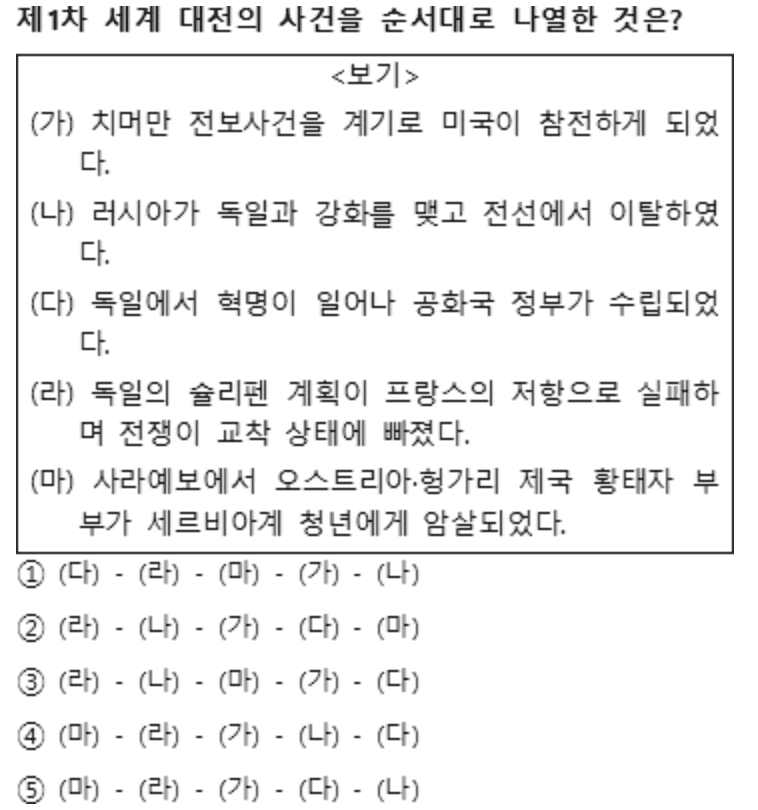 제1차 세계 대전의 사건을 순서대로 나열한 것은?
<보기>
(가) 치머만 전보사건을 계기로 미국이 참전하게 되었
다.
(나) 러시아가 독일과 강화를 맺고 전선에서 이탈하였
다.
(다) 독일에서 혁명이 일어나 공화국 정부가 수립되었
다.
(라) 독일의 슐리펜 계획이 프랑스의 저항으로 실패하
며 전쟁이 교착 상태에 빠졌다.
(마) 사라예보에서 오스트리아·헝가리 제국 황태자 부
부가 세르비아계 청년에게 암살되었다.
① (다) - (라) - (마) - (가) - (나)
② (라) - (나) - (가) - (다) - (마)
③ (라) - (나) - (마) - (가) - (다)
④ (마) - (라) - (가) - (나) - (다)
⑤ (마) - (라) - (가) - (다) - (나)